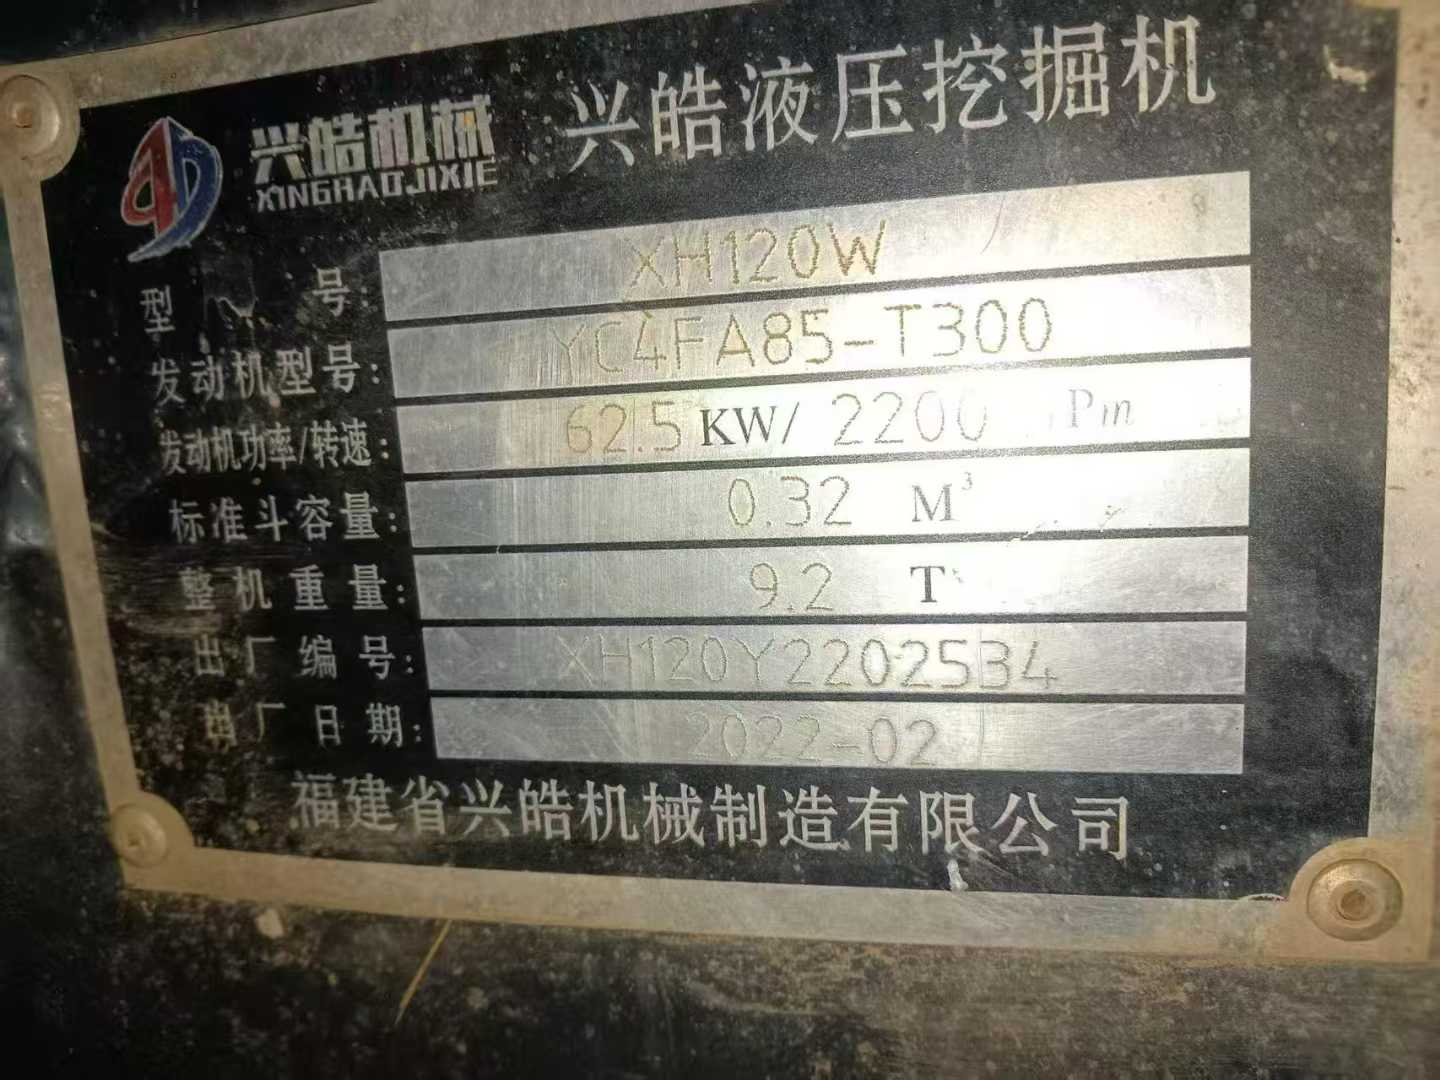 兴皓机械 兴皓液压挖掘机
XINGHAOJIXIE
型 号: XH120W
发动机型号: YC4FA85-T300
发动机功率/转速: 62.5 KW/ 2200 Pm
标准斗容量: 0.32 M³
整机重量: 9.2 T
出厂编号: XH120Y2202534
出厂日期: 2022-02
福建省兴皓机械制造有限公司